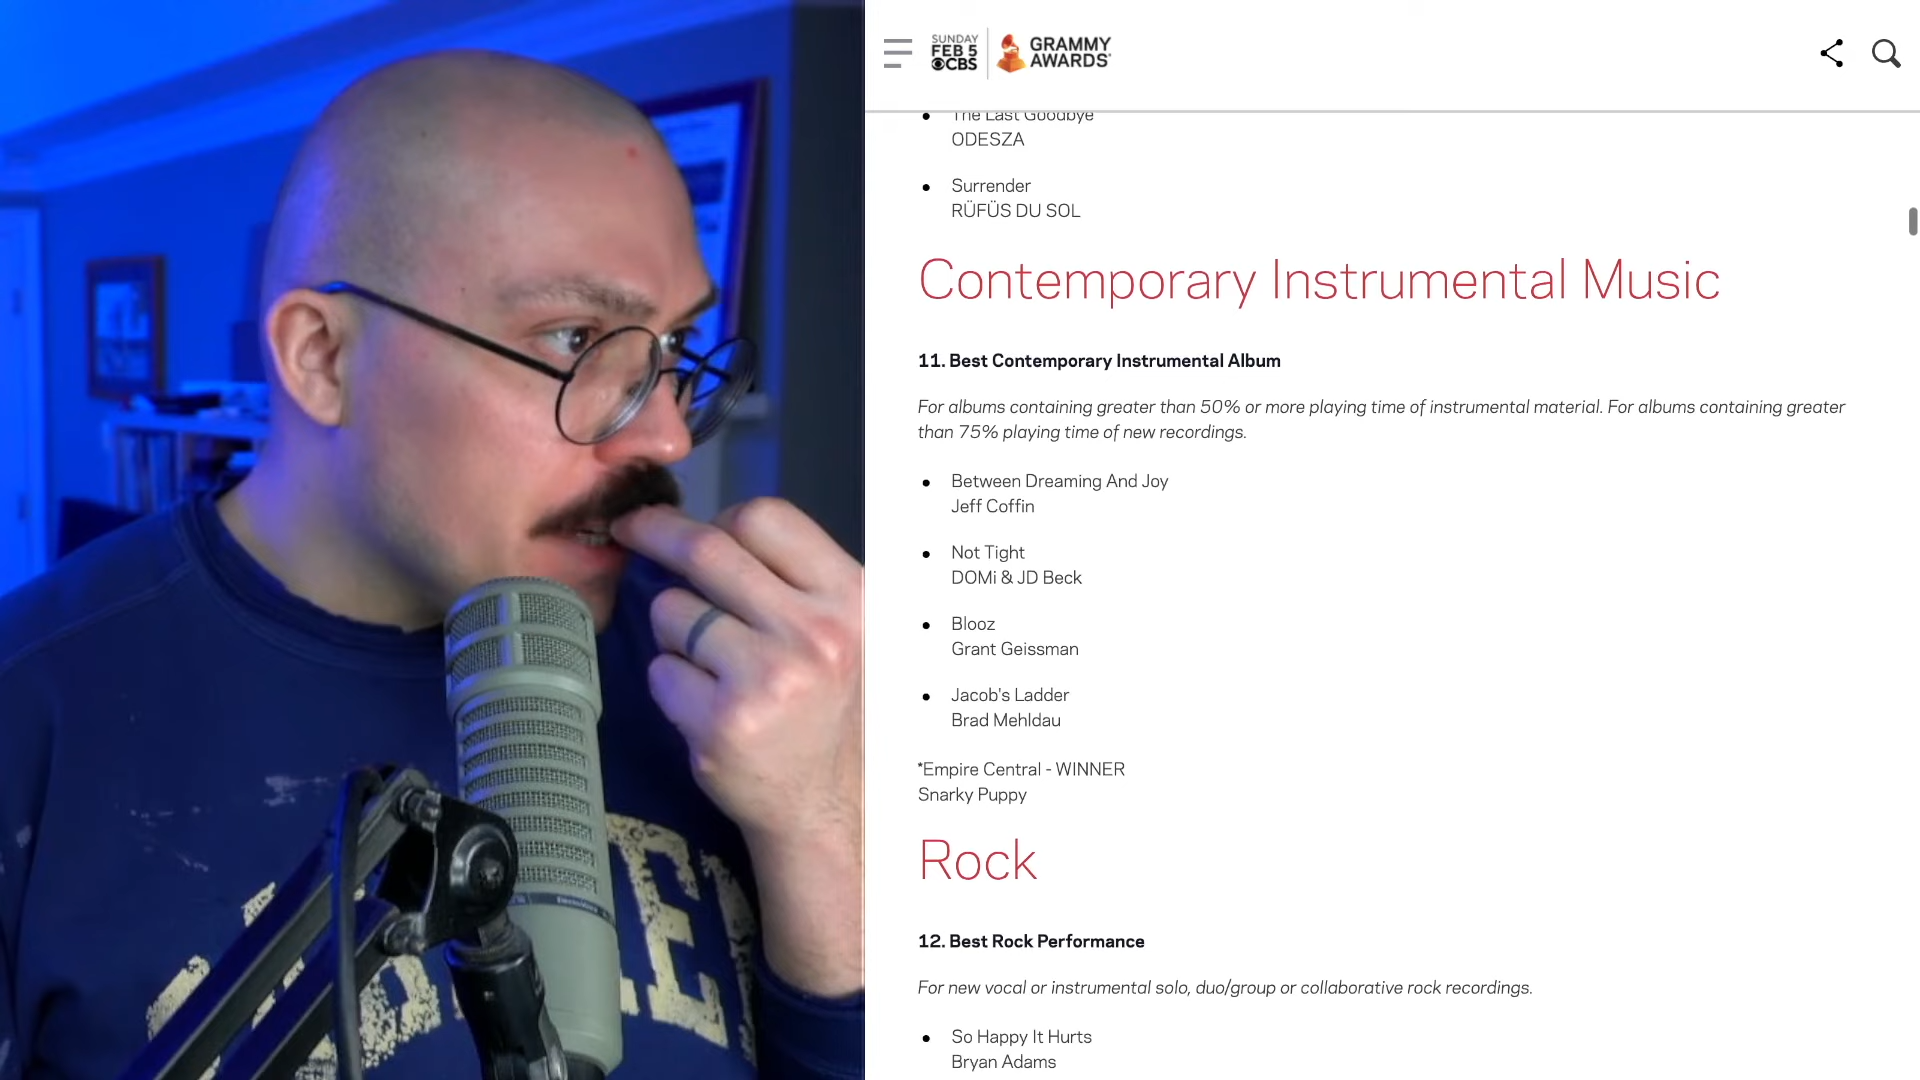 SUNDAY
FEB 5
CBS
GRAMMY
AWARDS
The Last Goodbye
ODESZA
Surrender
RÜFÜS DU SOL
Contemporary Instrumental Music
11. Best Contemporary Instrumental Album
For albums containing greater than 50% or more playing time of instrumental material. For albums containing greater
than 75% playing time of new recordings.
Between Dreaming And Joy
Jeff Coffin
Not Tight
DOMi & JD Beck
Blooz
Grant Geissman
Jacob's Ladder
Brad Mehldau
*Empire Central - WINNER
Snarky Puppy
Rock
12. Best Rock Performance
For new vocal or instrumental solo, duo/group or collaborative rock recordings.
So Happy It Hurts
Bryan Adams